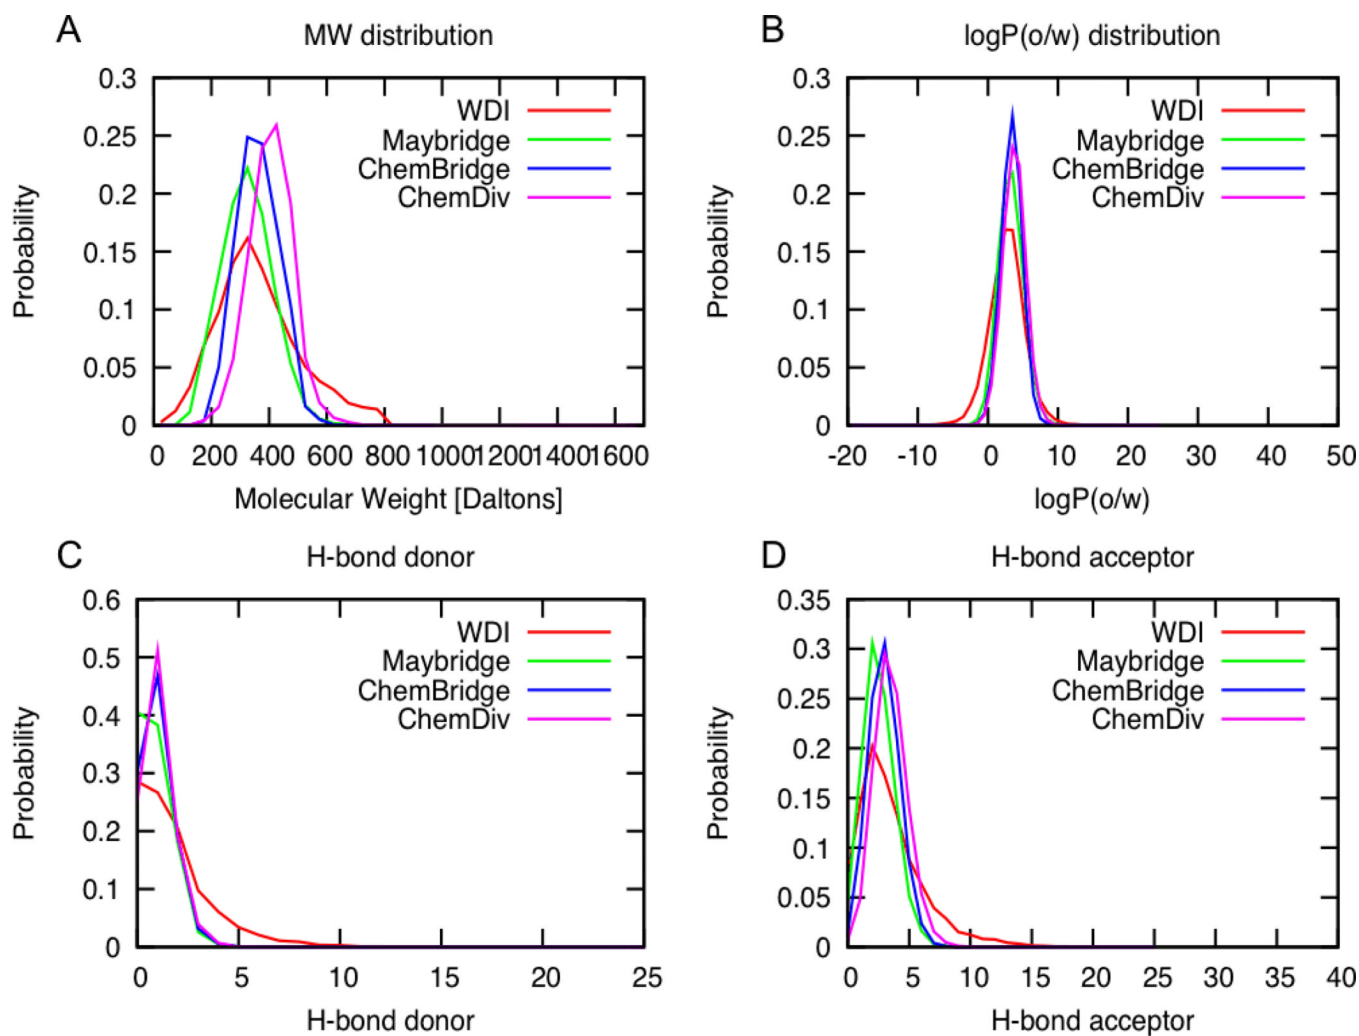 A
MW distribution
0.3
0.25
0.2
0.15
0.1
0.05
0
Probability
WDI
Maybridge
ChemBridge
ChemDiv
0 200 400 600 800 1000 1200 1400 1600
Molecular Weight [Daltons]
B
logP(o/w) distribution
0.3
0.25
0.2
0.15
0.1
0.05
0
Probability
WDI
Maybridge
ChemBridge
ChemDiv
-20 -10 0 10 20 30 40 50
logP(o/w)
C
H-bond donor
0.6
0.5
0.4
0.3
0.2
0.1
0
Probability
WDI
Maybridge
ChemBridge
ChemDiv
0 5 10 15 20 25
H-bond donor
D
H-bond acceptor
0.35
0.3
0.25
0.2
0.15
0.1
0.05
0
Probability
WDI
Maybridge
ChemBridge
ChemDiv
0 5 10 15 20 25 30 35 40
H-bond acceptor